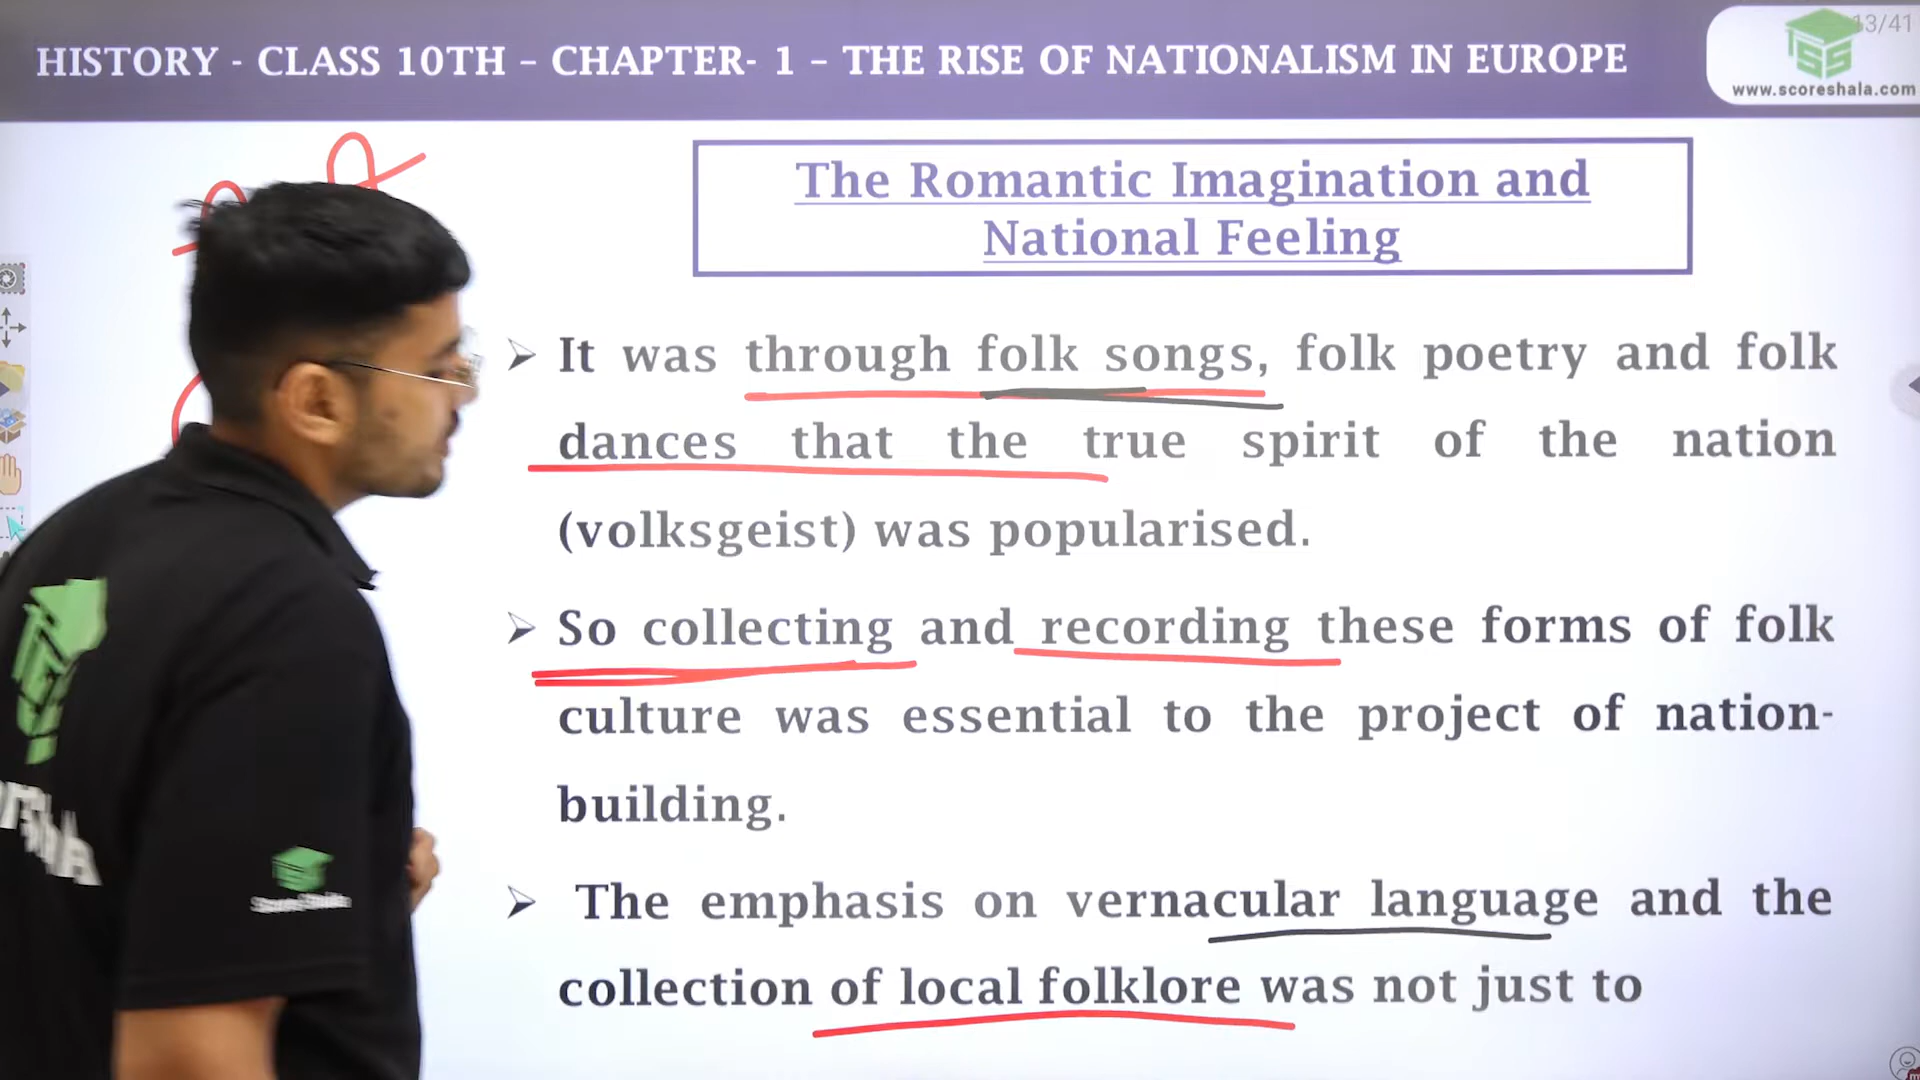 HISTORY - CLASS 10TH – CHAPTER- 1 – THE RISE OF NATIONALISM IN EUROPE
13/41
www.scoreshala.com
The Romantic Imagination and
National Feeling
➢ It was through folk songs, folk poetry and folk
dances that the true spirit of the nation
(volksgeist) was popularised.
➢ So collecting and recording these forms of folk
culture was essential to the project of nation-
building.
➢ The emphasis on vernacular language and the
collection of local folklore was not just to